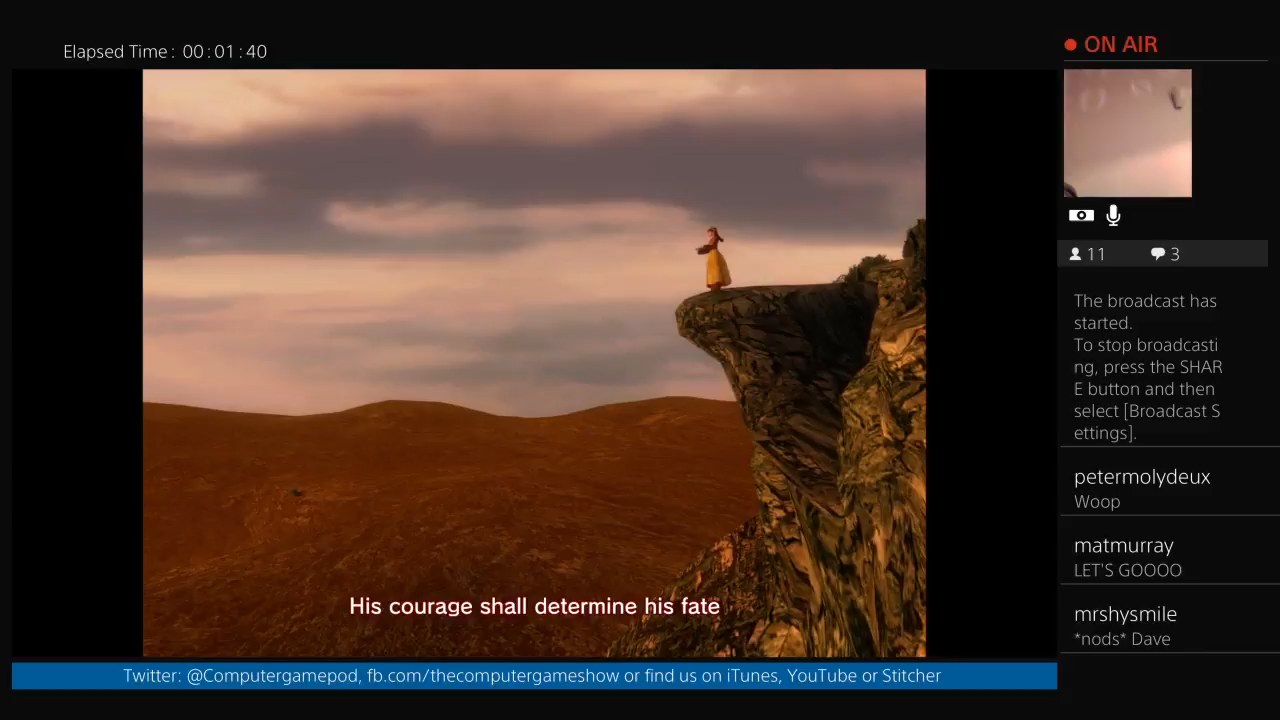 Elapsed Time: 00:01:40
ON AIR
11
3
The broadcast has
started.
To stop broadcasti
ng, press the SHAR
E button and then
select [Broadcast S
ettings].
petermolydeux
Woop
matmurray
LET'S GOOOO
mrshysmile
*nods* Dave
His courage shall determine his fate
Twitter: @Computergamepod, fb.com/thecomputergameshow or find us on iTunes, YouTube or Stitcher